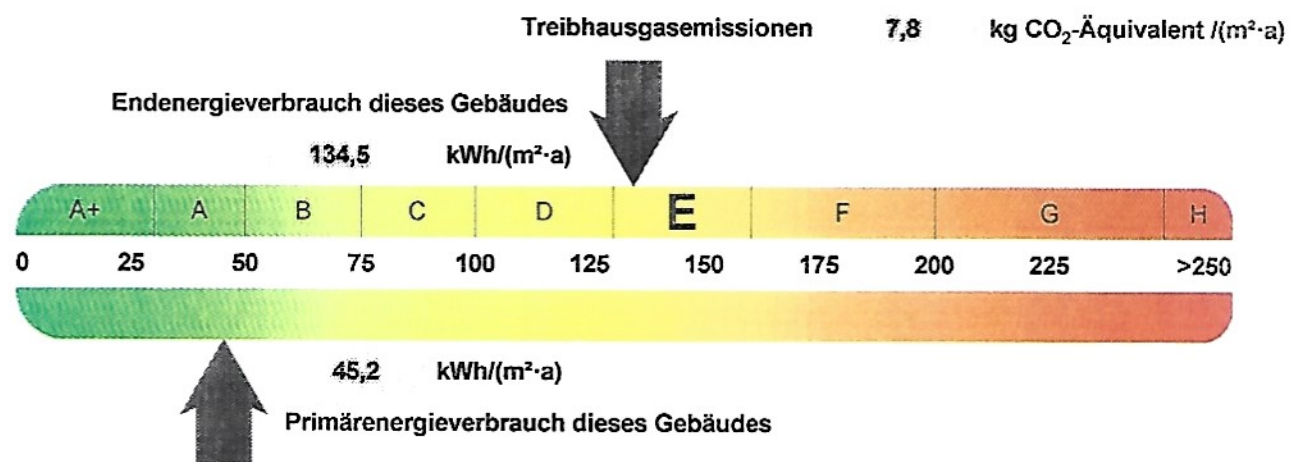 Treibhausgasemissionen 7,8 kg CO₂-Äquivalent /(m²·a)
Endenergieverbrauch dieses Gebäudes
134,5 kWh/(m²·a)
A+ A B C D E F G H
0 25 50 75 100 125 150 175 200 225 >250
45,2 kWh/(m²·a)
Primärenergieverbrauch dieses Gebäudes